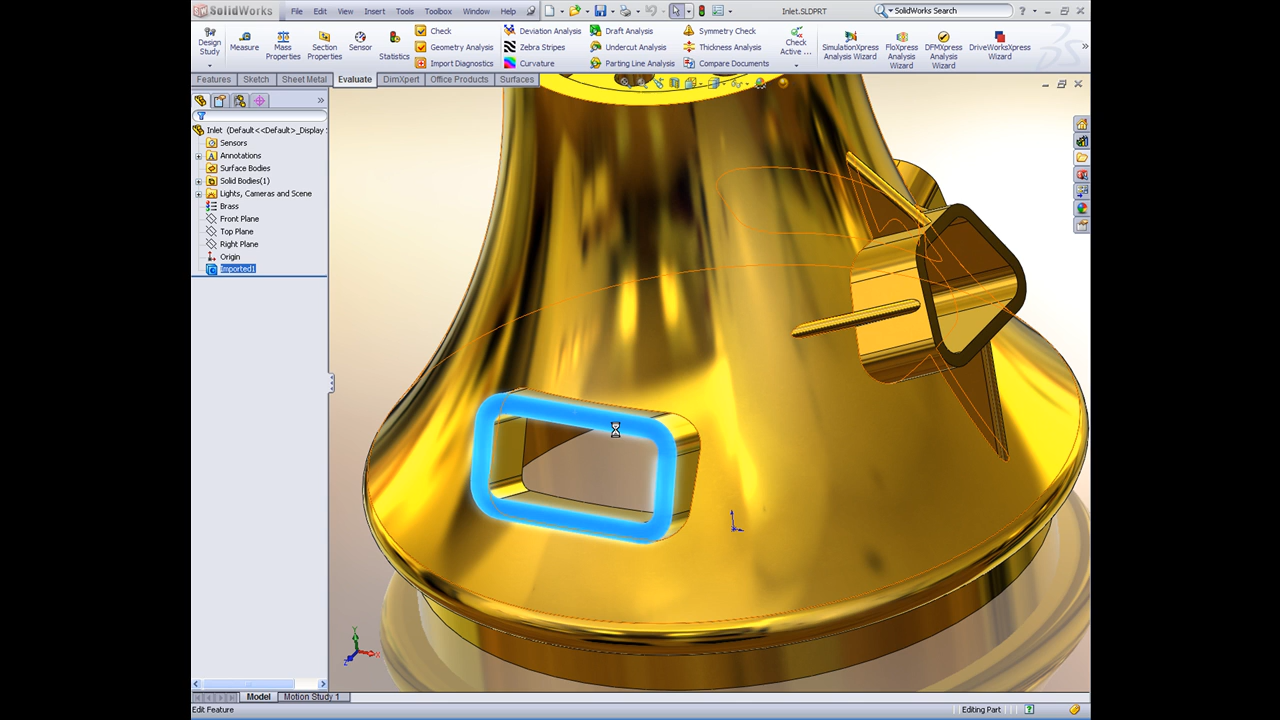 SolidWorks File Edit View Insert Tools Toolbox Window Help Inlet.SLDPRT SolidWorks Search
Design Study
Measure
Mass Properties
Section Properties
Sensor
Statistics
Check
Geometry Analysis
Import Diagnostics
Deviation Analysis
Zebra Stripes
Curvature
Draft Analysis
Undercut Analysis
Parting Line Analysis
Symmetry Check
Thickness Analysis
Compare Documents
Check Active ...
SimulationXpress Analysis Wizard
FloXpress Analysis Wizard
DFMXpress Analysis Wizard
DriveWorksXpress Wizard
Features Sketch Sheet Metal Evaluate DimXpert Office Products Surfaces
Inlet (Default<<Default>_Display
Sensors
Annotations
Surface Bodies
Solid Bodies(1)
Lights, Cameras and Scene
Brass
Front Plane
Top Plane
Right Plane
Origin
Imported1
Y
X
Z
Model Motion Study 1
Edit Feature Editing Part